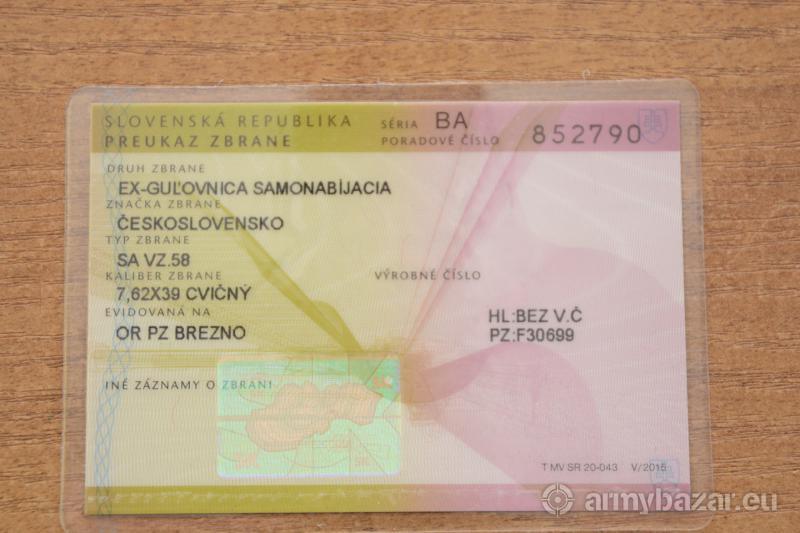 SLOVENSKÁ REPUBLIKA
PREUKAZ ZBRANE
SÉRIA BA
PORADOVÉ ČÍSLO 852790
DRUH ZBRANE
EX-GUĽOVNICA SAMONABÍJACIA
ZNAČKA ZBRANE
ČESKOSLOVENSKO
TYP ZBRANE
SA VZ.58
KALIBER ZBRANE
VÝROBNÉ ČÍSLO
7,62X39 CVIČNÝ
EVIDOVANÁ NA
HL:BEZ V.Č
OR PZ BREZNO
PZ:F30699
INÉ ZÁZNAMY O ZBRANI
T MV SR 20-043 V/2015
armybazar.eu